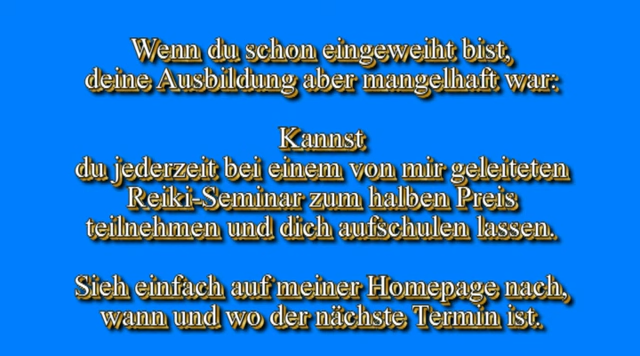 Wenn du schon eingeweiht bist,
deine Ausbildung aber mangelhaft war:
Kannst
du jederzeit bei einem von mir geleiteten
Reiki-Seminar zum halben Preis
teilnehmen und dich aufschulen lassen.
Sieh einfach auf meiner Homepage nach,
wann und wo der nächste Termin ist.